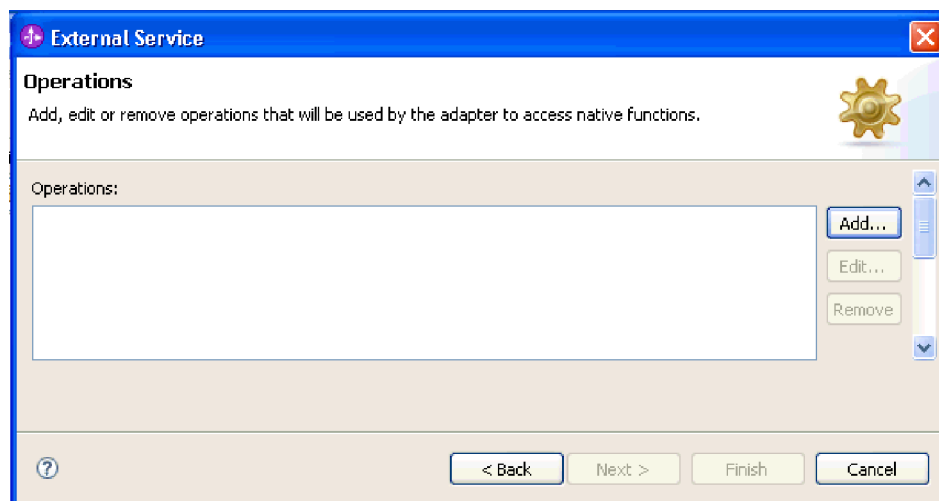 External Service
Operations
Add, edit or remove operations that will be used by the adapter to access native functions.
Operations:
Add...
Edit...
Remove
?
< Back
Next >
Finish
Cancel